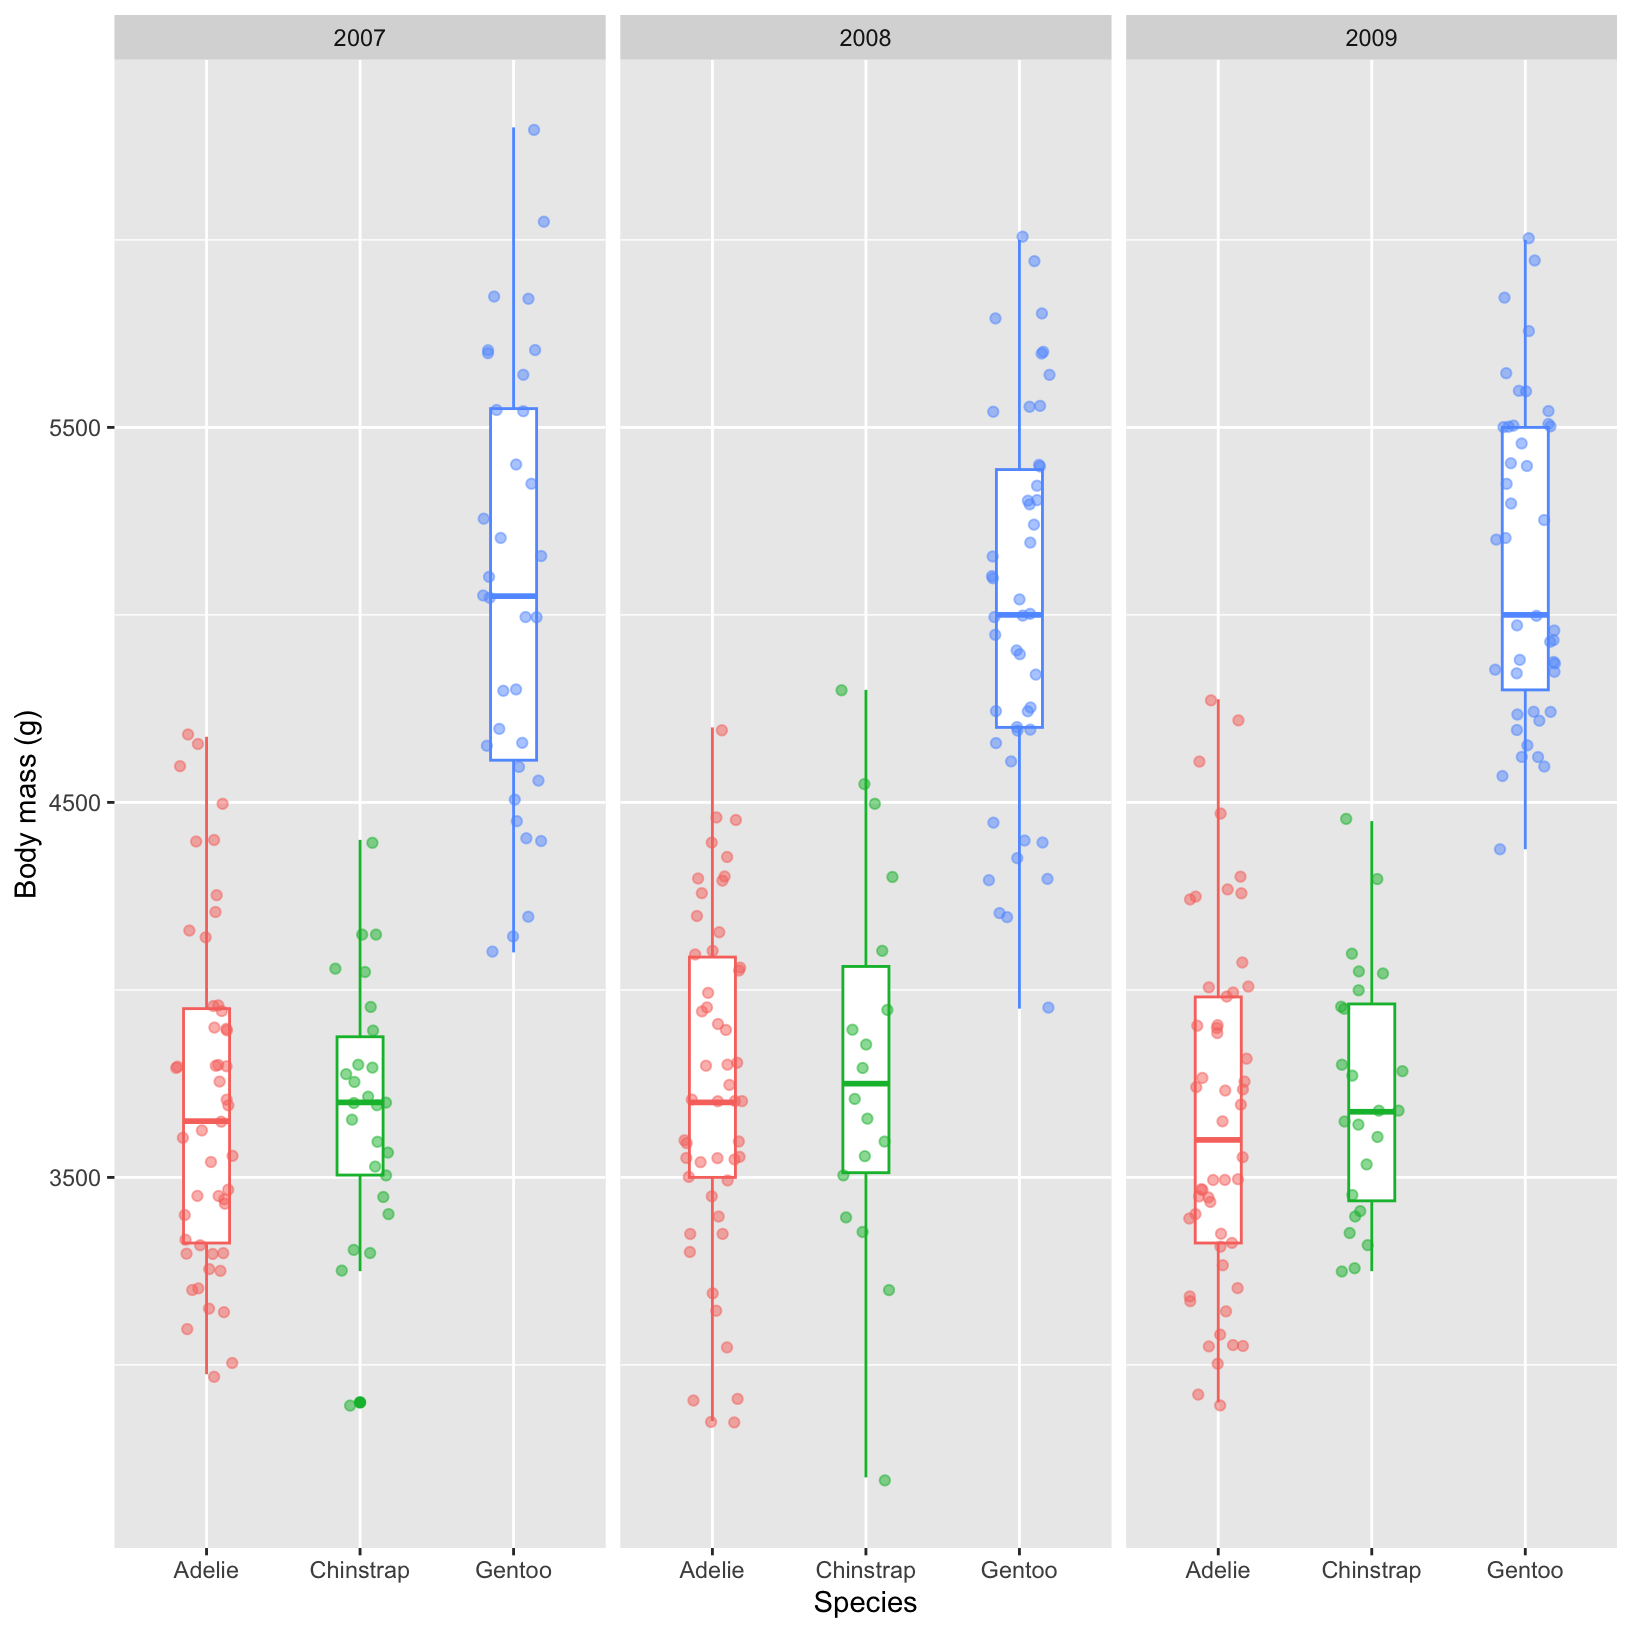 2007 2008 2009
5500
4500
3500
Body mass (g)
Adelie Chinstrap Gentoo Adelie Chinstrap Gentoo Adelie Chinstrap Gentoo
Species